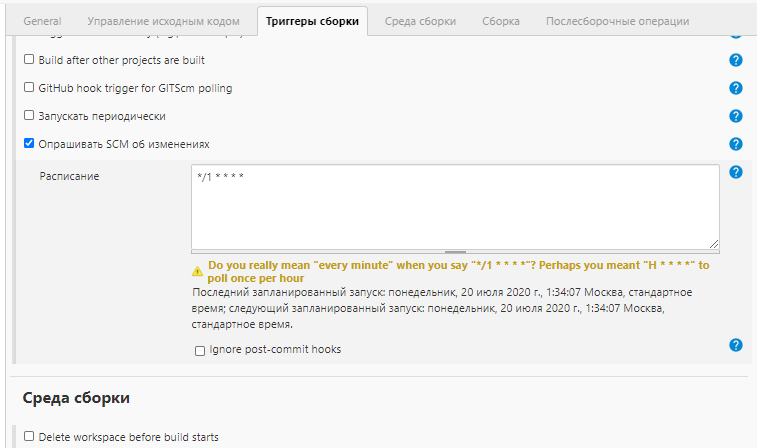 General Управление исходным кодом Триггеры сборки Среда сборки Сборка Послесборочные операции
Build after other projects are built
GitHub hook trigger for GITScm polling
Запускать периодически
Опрашивать SCM об изменениях
Расписание
*/1 * * * *
Do you really mean "every minute" when you say "*/1 * * * *"? Perhaps you meant "H * * * *" to
poll once per hour
Последний запланированный запуск: понедельник, 20 июля 2020 г., 1:34:07 Москва, стандартное
время; следующий запланированный запуск: понедельник, 20 июля 2020 г., 1:34:07 Москва,
стандартное время.
Ignore post-commit hooks
Среда сборки
Delete workspace before build starts